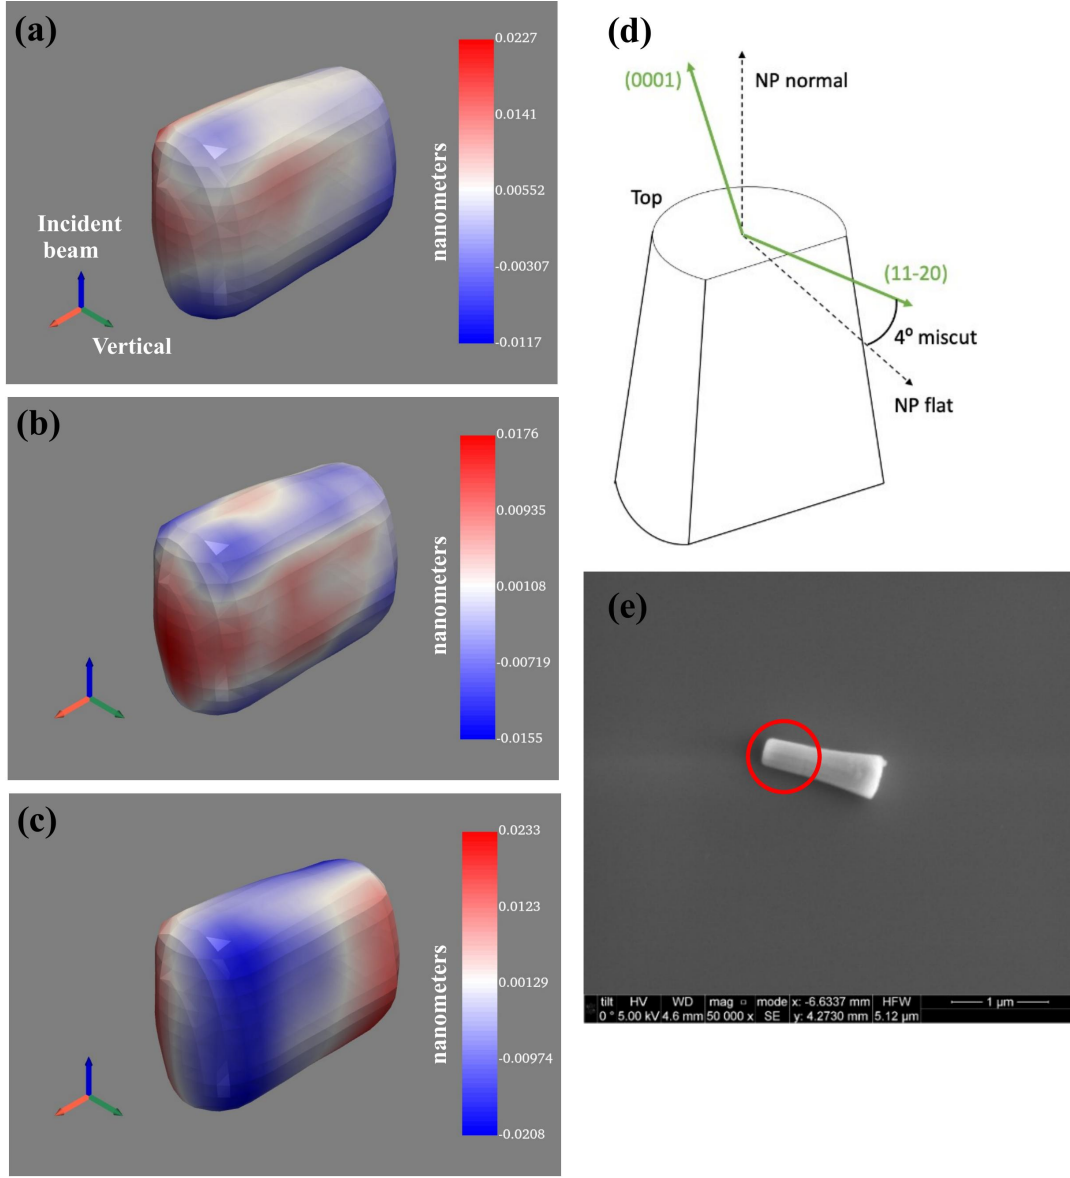 (a)
0.0227
0.0141
0.00552
-0.00307
-0.0117
nanometers
Incident
beam
Vertical
(b)
0.0176
0.00935
0.00108
-0.00719
-0.0155
nanometers
(c)
0.0233
0.0123
0.00129
-0.00974
-0.0208
nanometers
(d)
(0001)
NP normal
Top
(11-20)
4° miscut
NP flat
(e)
tilt HV WD mag □ mode x: -6.6337 mm HFW 1 µm
0 ° 5.00 kV 4.6 mm 50 000 x SE y: 4.2730 mm 5.12 µm